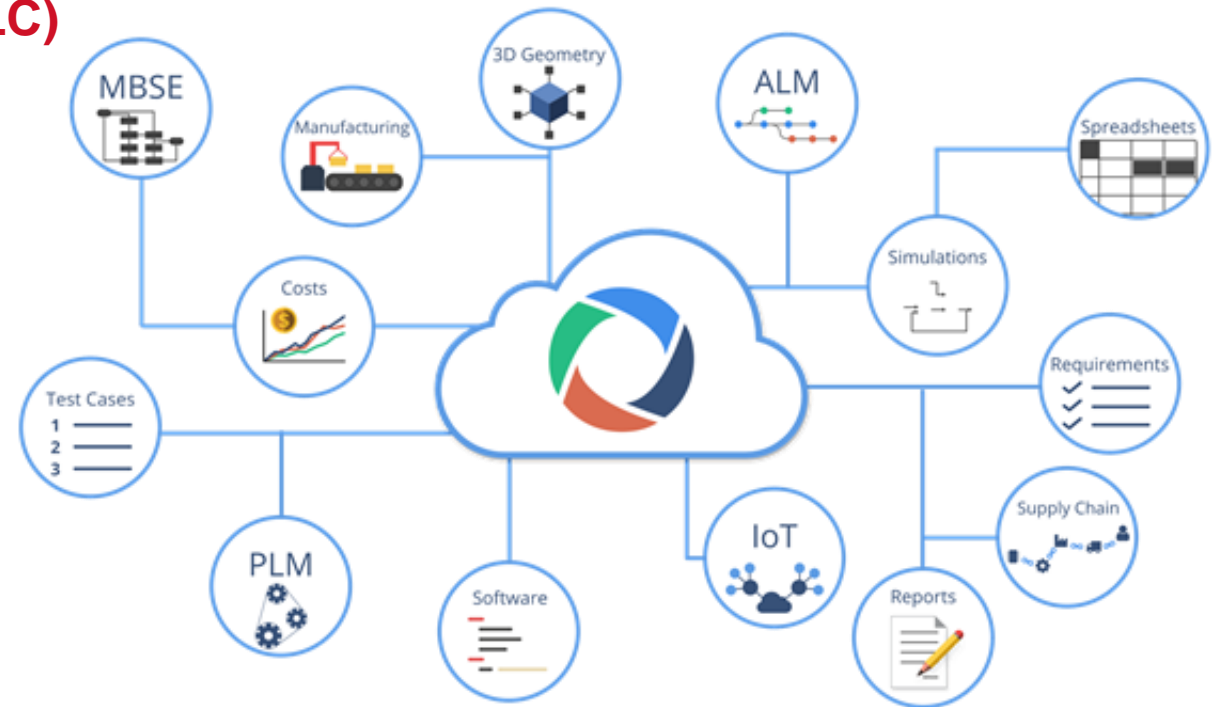 LC)
MBSE
Manufacturing
3D Geometry
ALM
Spreadsheets
Costs
$
Simulations
Test Cases
1
2
3
Requirements
PLM
Software
IoT
Supply Chain
Reports